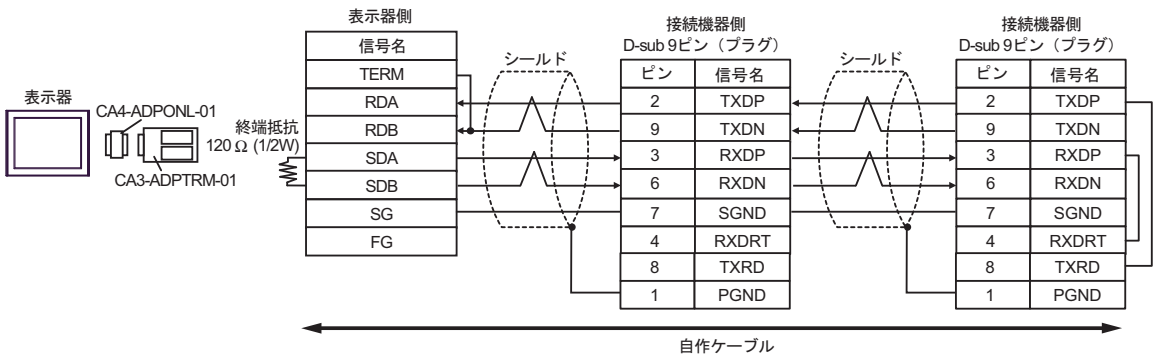 表示器
CA4-ADPONL-01
CA3-ADPTRM-01
終端抵抗
120 Ω (1/2W)
表示器側
信号名
TERM
RDA
RDB
SDA
SDB
SG
FG
シールド
接続機器側
D-sub 9ピン（プラグ）
ピン 信号名
2 TXDP
9 TXDN
3 RXDP
6 RXDN
7 SGND
4 RXDRT
8 TXRD
1 PGND
シールド
接続機器側
D-sub 9ピン（プラグ）
ピン 信号名
2 TXDP
9 TXDN
3 RXDP
6 RXDN
7 SGND
4 RXDRT
8 TXRD
1 PGND
自作ケーブル